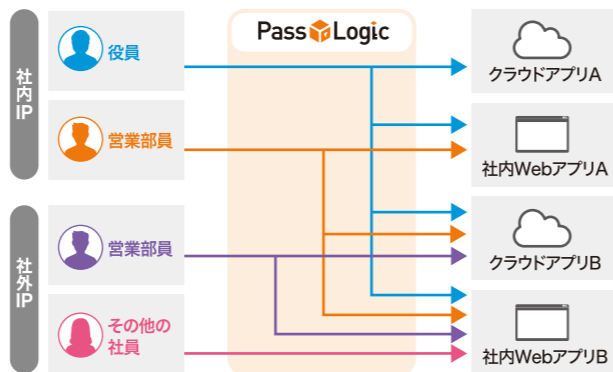 PassLogic
社内IP
役員
営業部員
社外IP
営業部員
その他の
社員
クラウドアプリA
社内WebアプリA
クラウドアプリB
社内WebアプリB